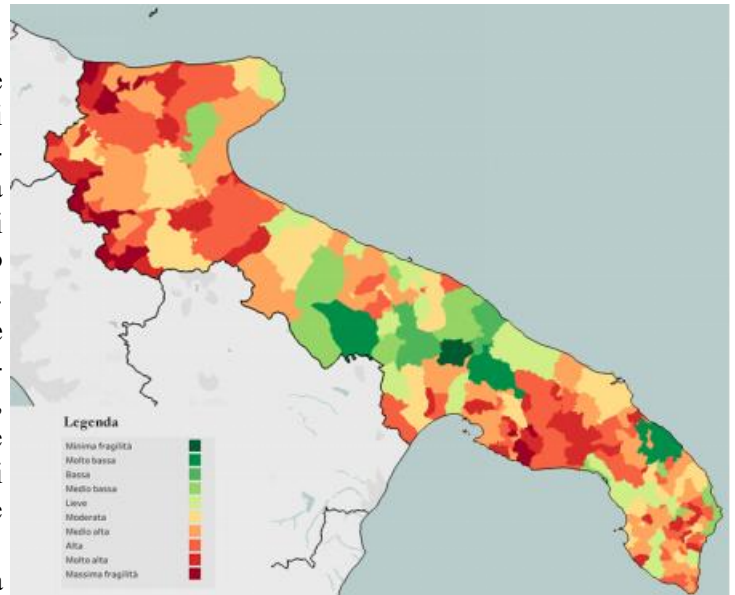 Legenda
Minima fragilità
Molto bassa
Bassa
Medio bassa
Lieve
Moderata
Medio alta
Alta
Molto alta
Massima fragilità